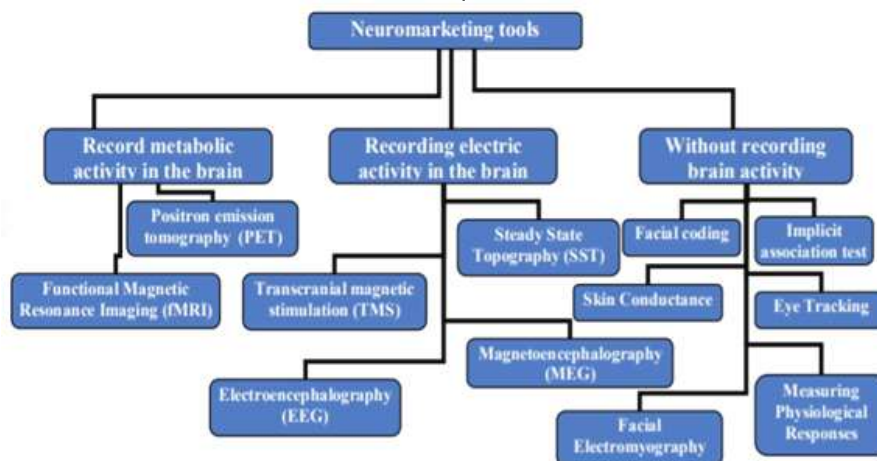 Neuromarketing tools
Record metabolic
activity in the brain
Recording electric
activity in the brain
Without recording
brain activity
Positron emission
tomography (PET)
Functional Magnetic
Resonance Imaging (fMRI)
Steady State
Topography (SST)
Transcranial magnetic
stimulation (TMS)
Magnetoencephalography
(MEG)
Electroencephalography
(EEG)
Facial coding
Implicit
association test
Skin Conductance
Eye Tracking
Facial
Electromyography
Measuring
Physiological
Responses